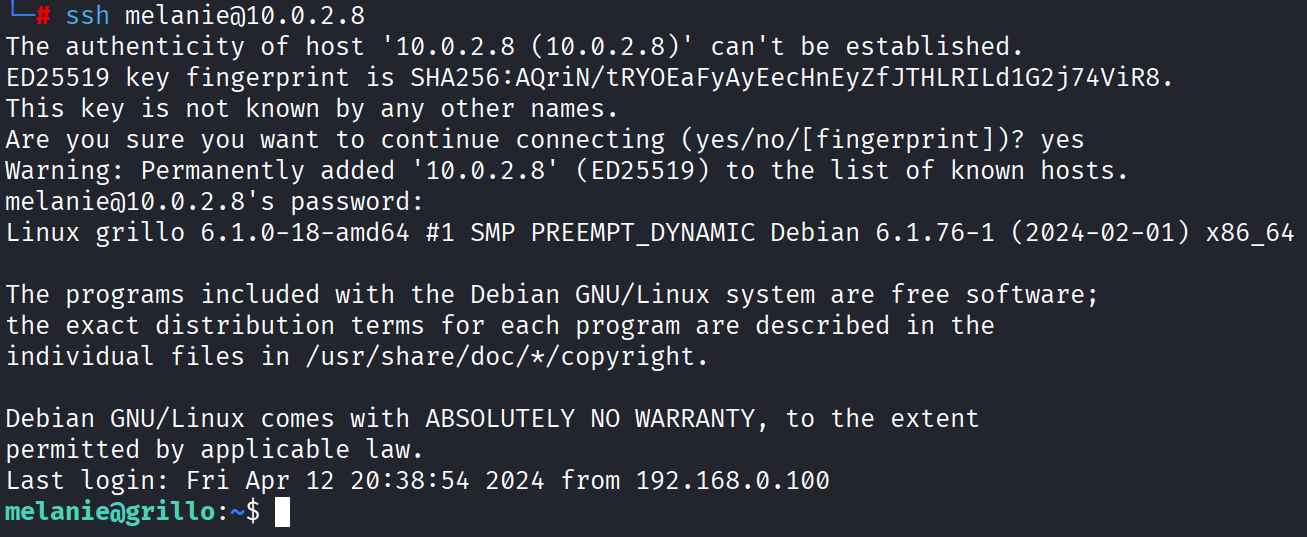 └─# ssh melanie@10.0.2.8
The authenticity of host '10.0.2.8 (10.0.2.8)' can't be established.
ED25519 key fingerprint is SHA256:AQriN/tRYOEaFyAyEecHnEyZfJTHLRILd1G2j74ViR8.
This key is not known by any other names.
Are you sure you want to continue connecting (yes/no/[fingerprint])? yes
Warning: Permanently added '10.0.2.8' (ED25519) to the list of known hosts.
melanie@10.0.2.8's password:
Linux grillo 6.1.0-18-amd64 #1 SMP PREEMPT_DYNAMIC Debian 6.1.76-1 (2024-02-01) x86_64
The programs included with the Debian GNU/Linux system are free software;
the exact distribution terms for each program are described in the
individual files in /usr/share/doc/*/copyright.
Debian GNU/Linux comes with ABSOLUTELY NO WARRANTY, to the extent
permitted by applicable law.
Last login: Fri Apr 12 20:38:54 2024 from 192.168.0.100
melanie@grillo:~$